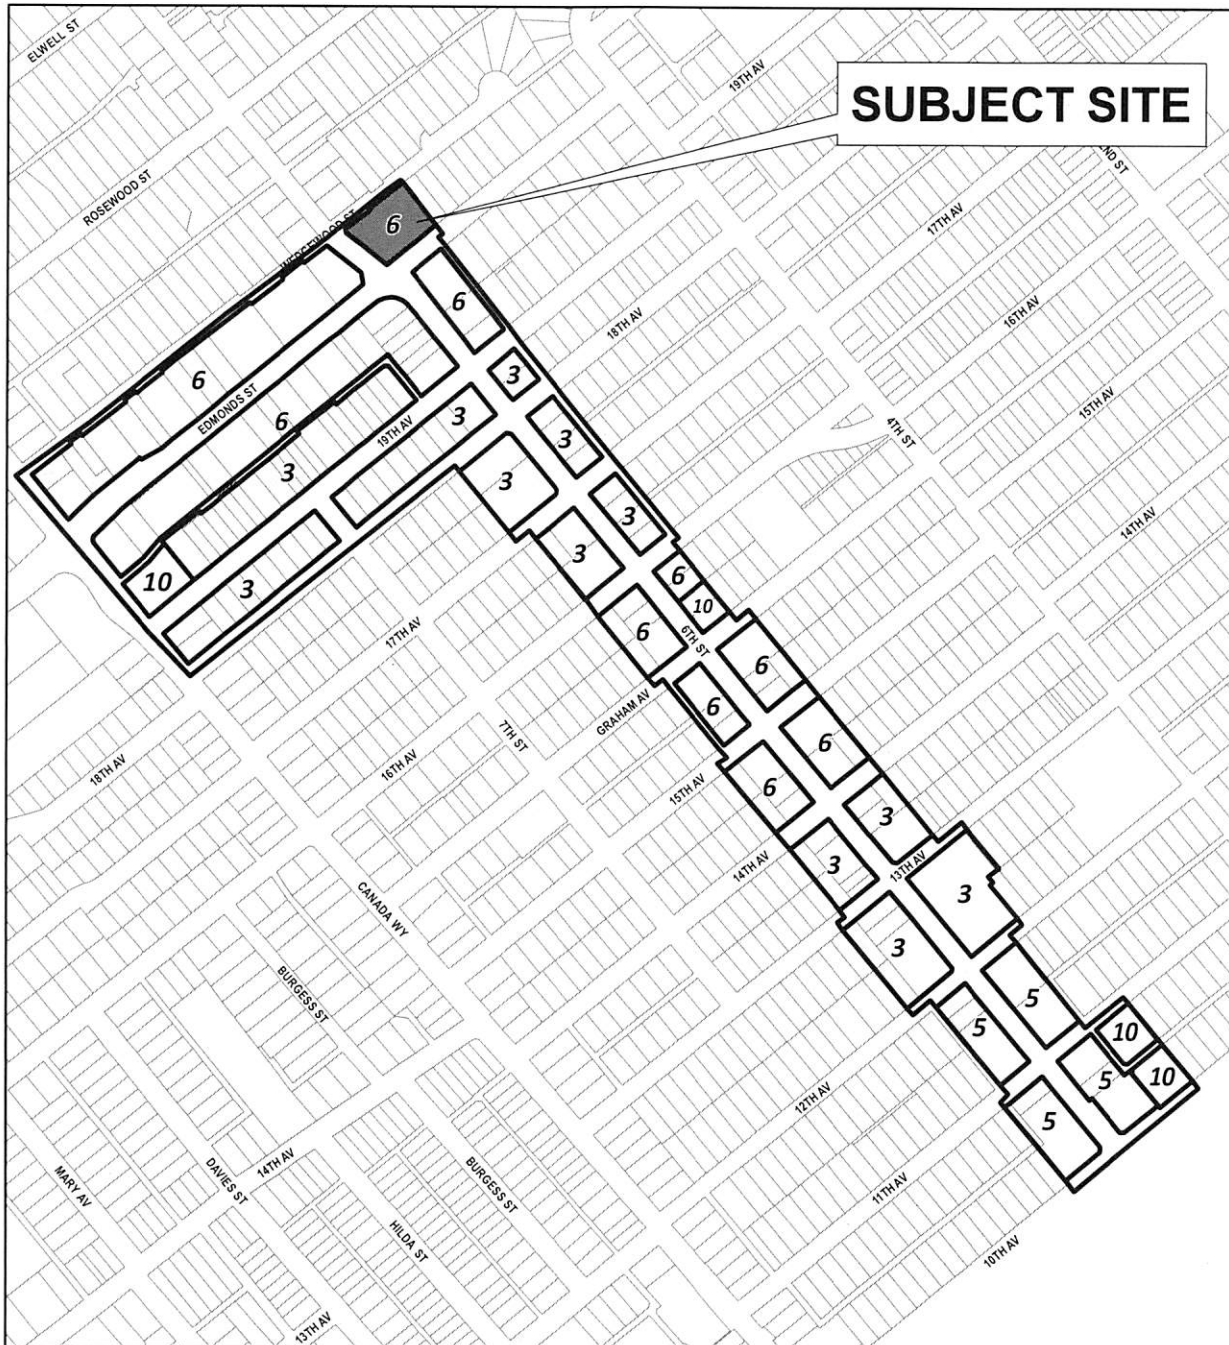 ELWELL ST
19TH AV
SUBJECT SITE
ROSEWOOD ST
17TH AV
6
WEDGEWOOD ST
6
18TH AV
16TH AV
6
EDMONDS ST
6
3
19TH AV
3
3
15TH AV
4TH ST
3
3
3
14TH AV
3
10
3
6
10
6
6TH ST
17TH AV
6
GRAHAM AV
6
7TH ST
6
18TH AV
16TH AV
15TH AV
6
3
14TH AV
3
13TH AV
3
CANADA WY
3
BURGESS ST
5
5
10
10
5
5
12TH AV
14TH AV
MARY AV
DAVIES ST
BURGESS ST
11TH AV
HILDA ST
10TH AV
13TH AV